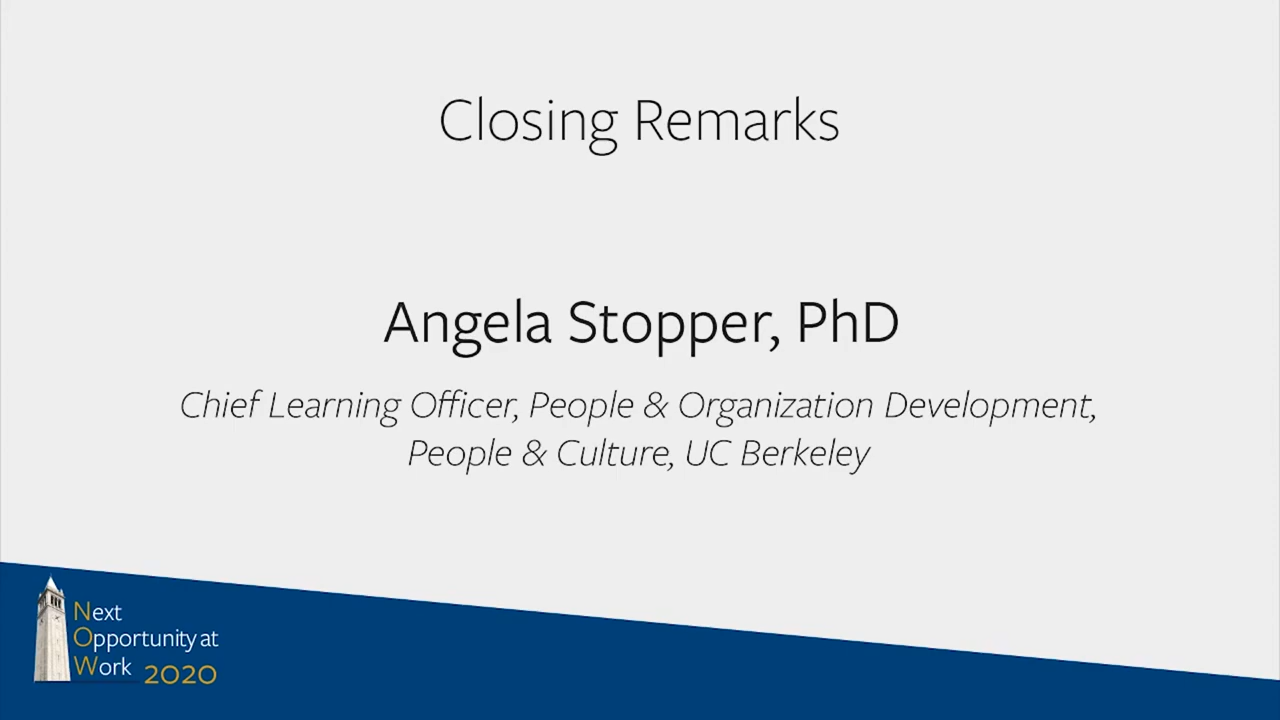 Closing Remarks
Angela Stopper, PhD
Chief Learning Officer, People & Organization Development,
People & Culture, UC Berkeley
Next
Opportunity at
Work 2020